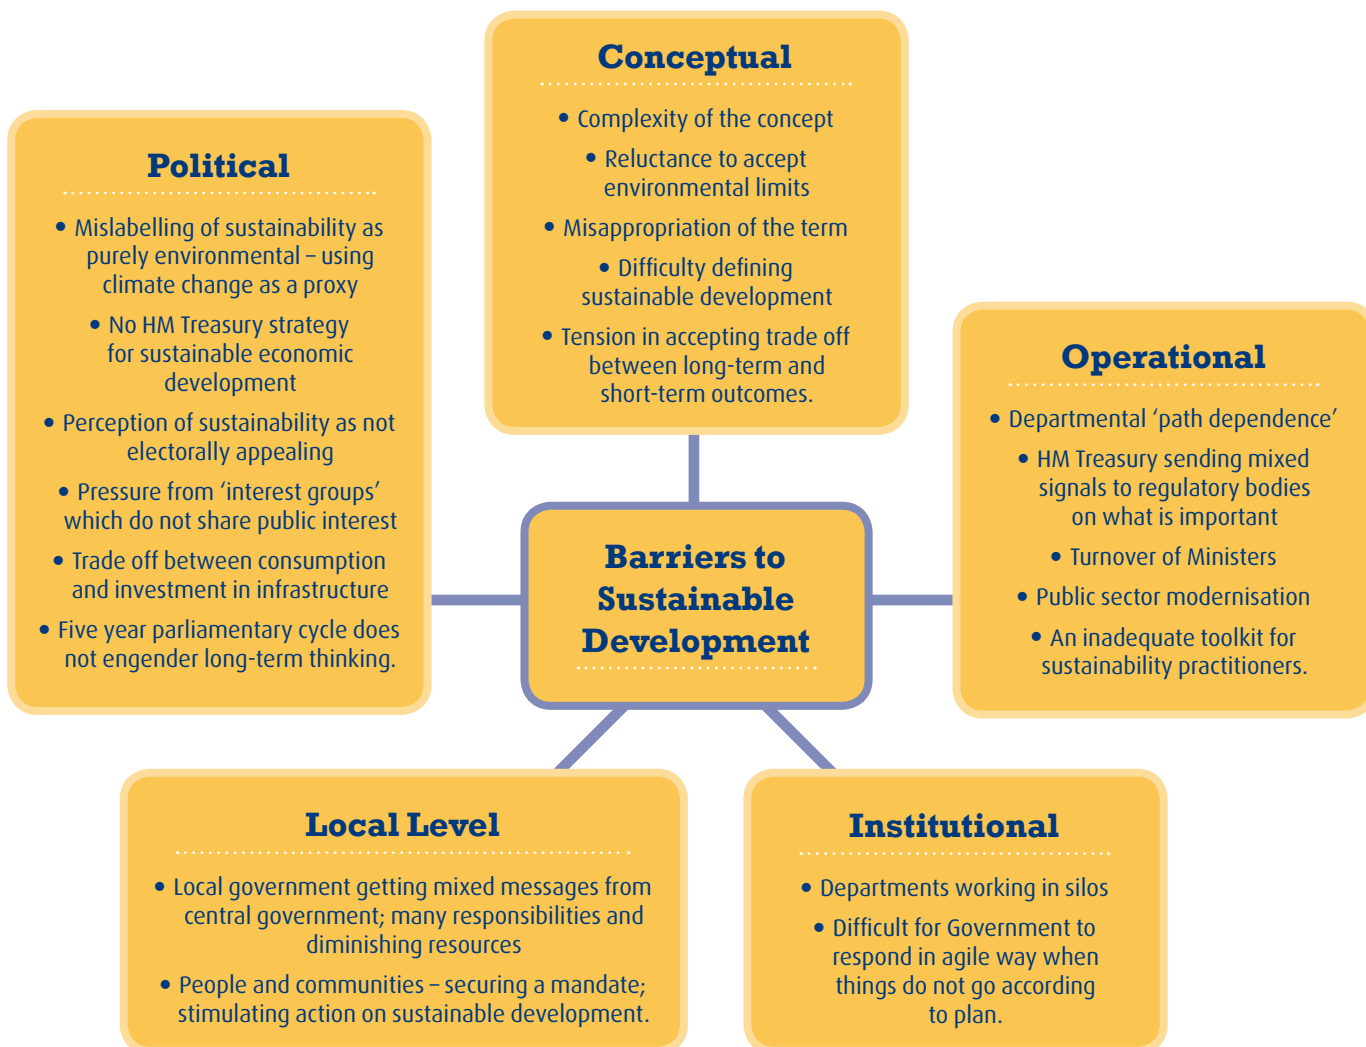 Conceptual
• Complexity of the concept
• Reluctance to accept
environmental limits
• Misappropriation of the term
• Difficulty defining
sustainable development
• Tension in accepting trade off
between long-term and
short-term outcomes.
Political
• Mislabelling of sustainability as
purely environmental – using
climate change as a proxy
• No HM Treasury strategy
for sustainable economic
development
• Perception of sustainability as not
electorally appealing
• Pressure from ‘interest groups’
which do not share public interest
• Trade off between consumption
and investment in infrastructure
• Five year parliamentary cycle does
not engender long-term thinking.
Barriers to
Sustainable
Development
Operational
• Departmental ‘path dependence’
• HM Treasury sending mixed
signals to regulatory bodies
on what is important
• Turnover of Ministers
• Public sector modernisation
• An inadequate toolkit for
sustainability practitioners.
Local Level
• Local government getting mixed messages from
central government; many responsibilities and
diminishing resources
• People and communities – securing a mandate;
stimulating action on sustainable development.
Institutional
• Departments working in silos
• Difficult for Government to
respond in agile way when
things do not go according
to plan.